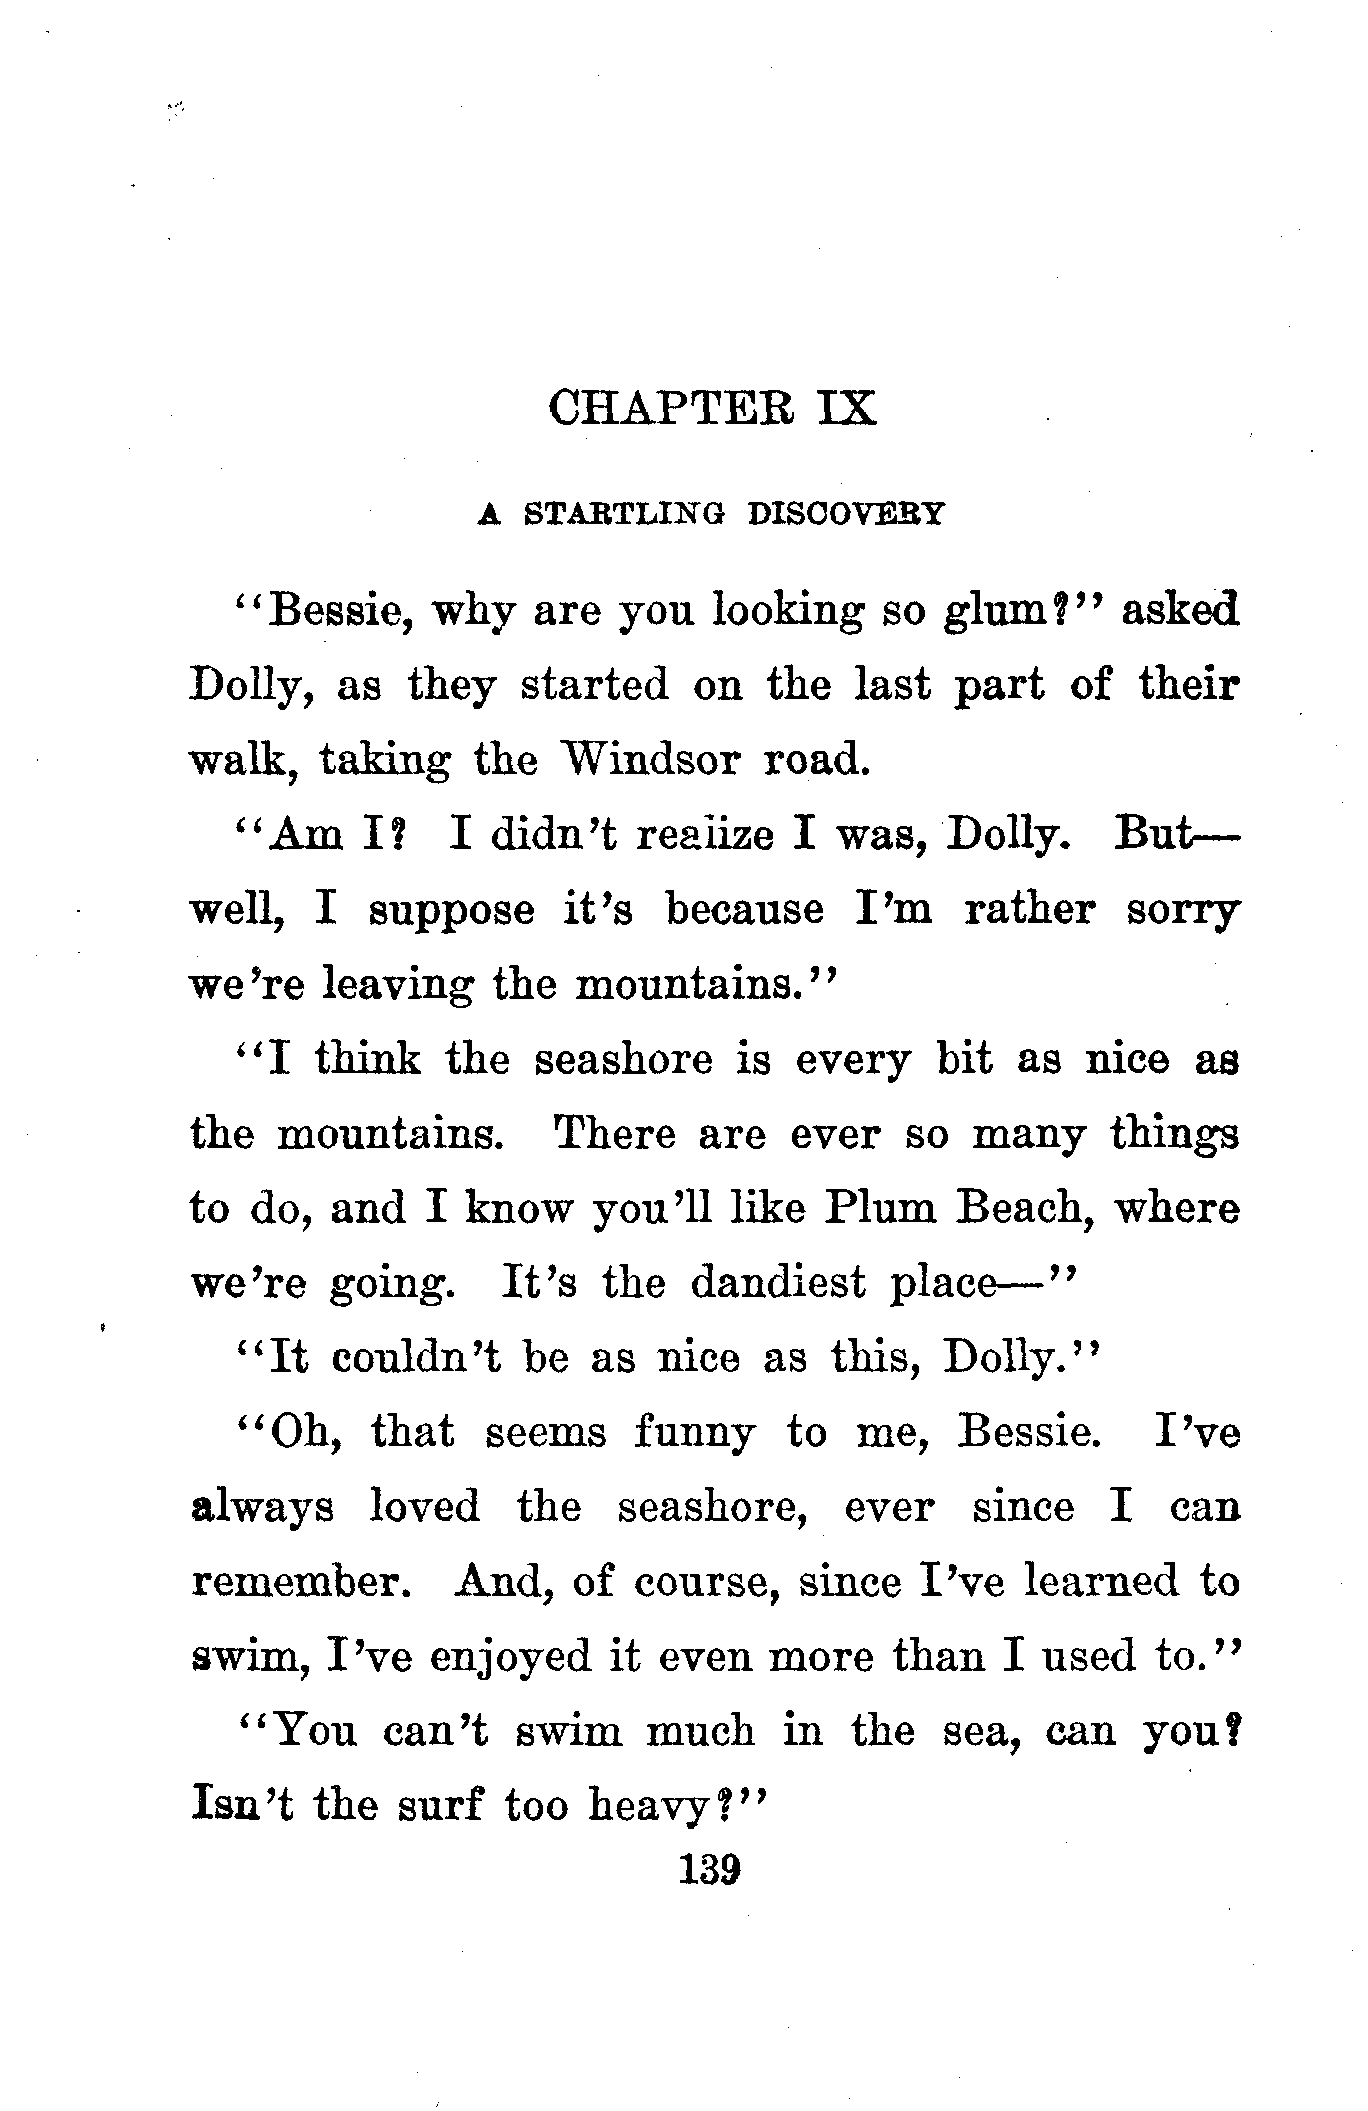 CHAPTER IX
A STARTLING DISCOVERY
"Bessie, why are you looking so glum?" asked
Dolly, as they started on the last part of their
walk, taking the Windsor road.
"Am I? I didn't realize I was, Dolly. But—
well, I suppose it's because I'm rather sorry
we're leaving the mountains."
"I think the seashore is every bit as nice as
the mountains. There are ever so many things
to do, and I know you'll like Plum Beach, where
we're going. It's the dandiest place—"
"It couldn't be as nice as this, Dolly."
"Oh, that seems funny to me, Bessie. I've
always loved the seashore, ever since I can
remember. And, of course, since I've learned to
swim, I've enjoyed it even more than I used to."
"You can't swim much in the sea, can you?
Isn't the surf too heavy?"
139